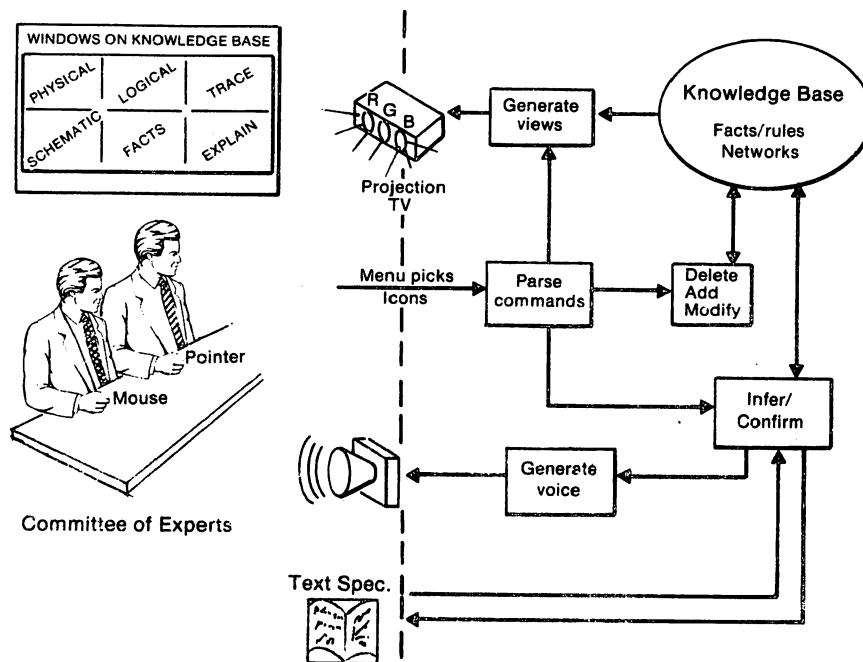 WINDOWS ON KNOWLEDGE BASE
PHYSICAL
LOGICAL
TRACE
SCHEMATIC
FACTS
EXPLAIN
R
G
B
Projection
TV
Generate
views
Knowledge Base
Facts/rules
Networks
Menu picks
Icons
Parse
commands
Delete
Add
Modify
Pointer
Mouse
Committee of Experts
Infer/
Confirm
Generate
voice
Text Spec.